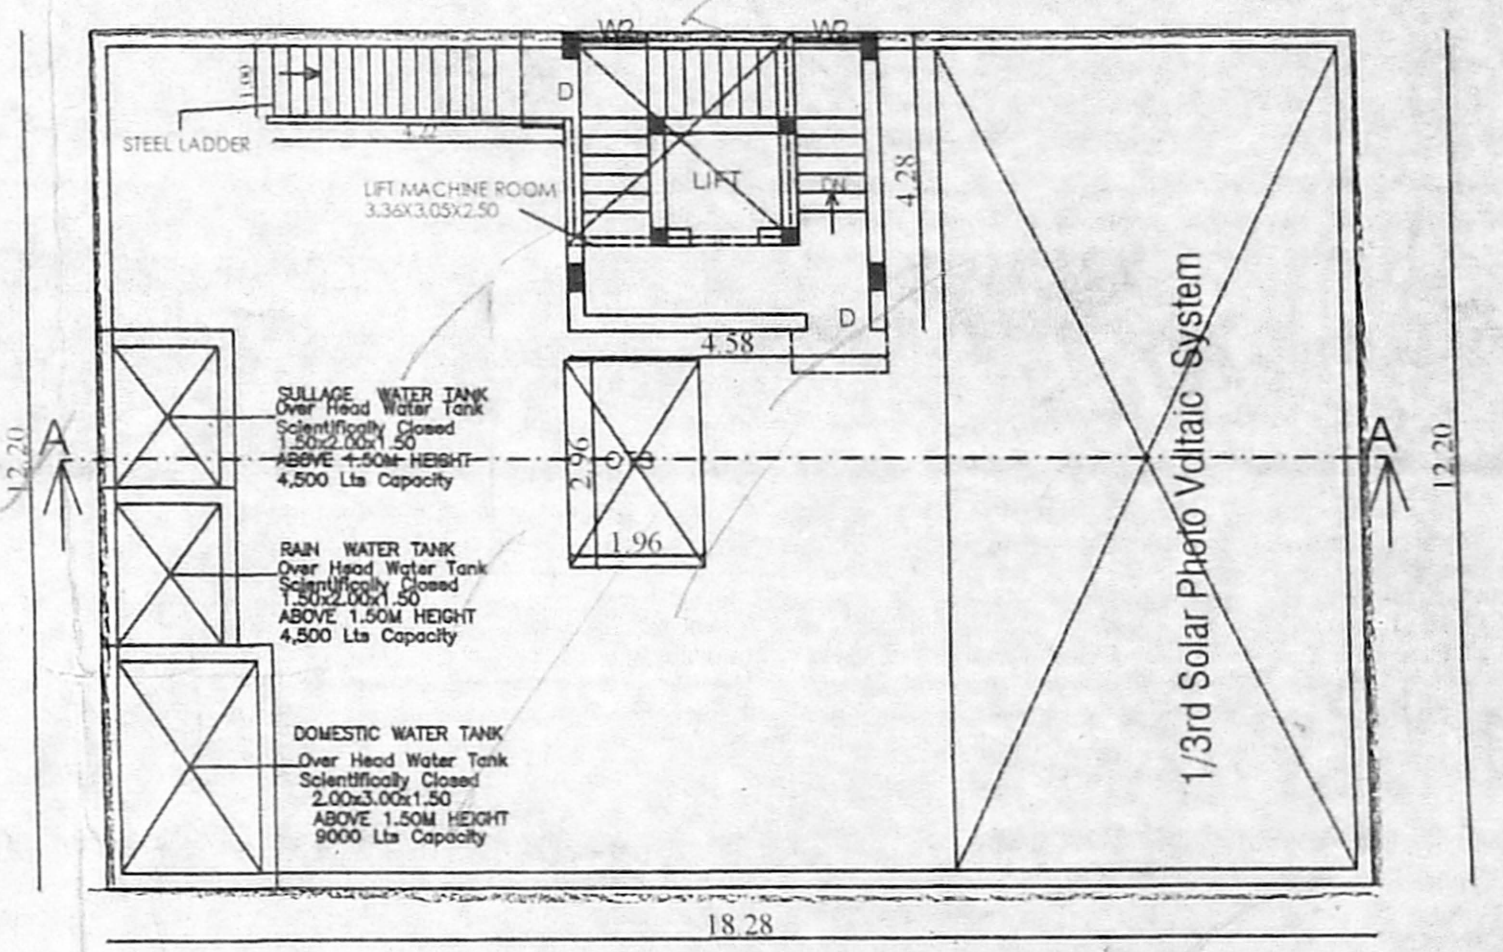 W2
W2
1.00
D
STEEL LADDER
4.22
LIFT MACHINE ROOM
3.36X3.05X2.50
LIFT
DN
4.28
D
4.58
SULLAGE WATER TANK
Over Head Water Tank
Scientifically Closed
1.50x2.00x1.50
ABOVE 1.50M HEIGHT
4,500 Lts Capacity
A
12.20
2.96
1.96
RAIN WATER TANK
Over Head Water Tank
Scientifically Closed
1.50x2.00x1.50
ABOVE 1.50M HEIGHT
4,500 Lts Capacity
DOMESTIC WATER TANK
Over Head Water Tank
Scientifically Closed
2.00x3.00x1.50
ABOVE 1.50M HEIGHT
9000 Lts Capacity
1/3rd Solar Photo Voltaic System
A
12.20
18.28